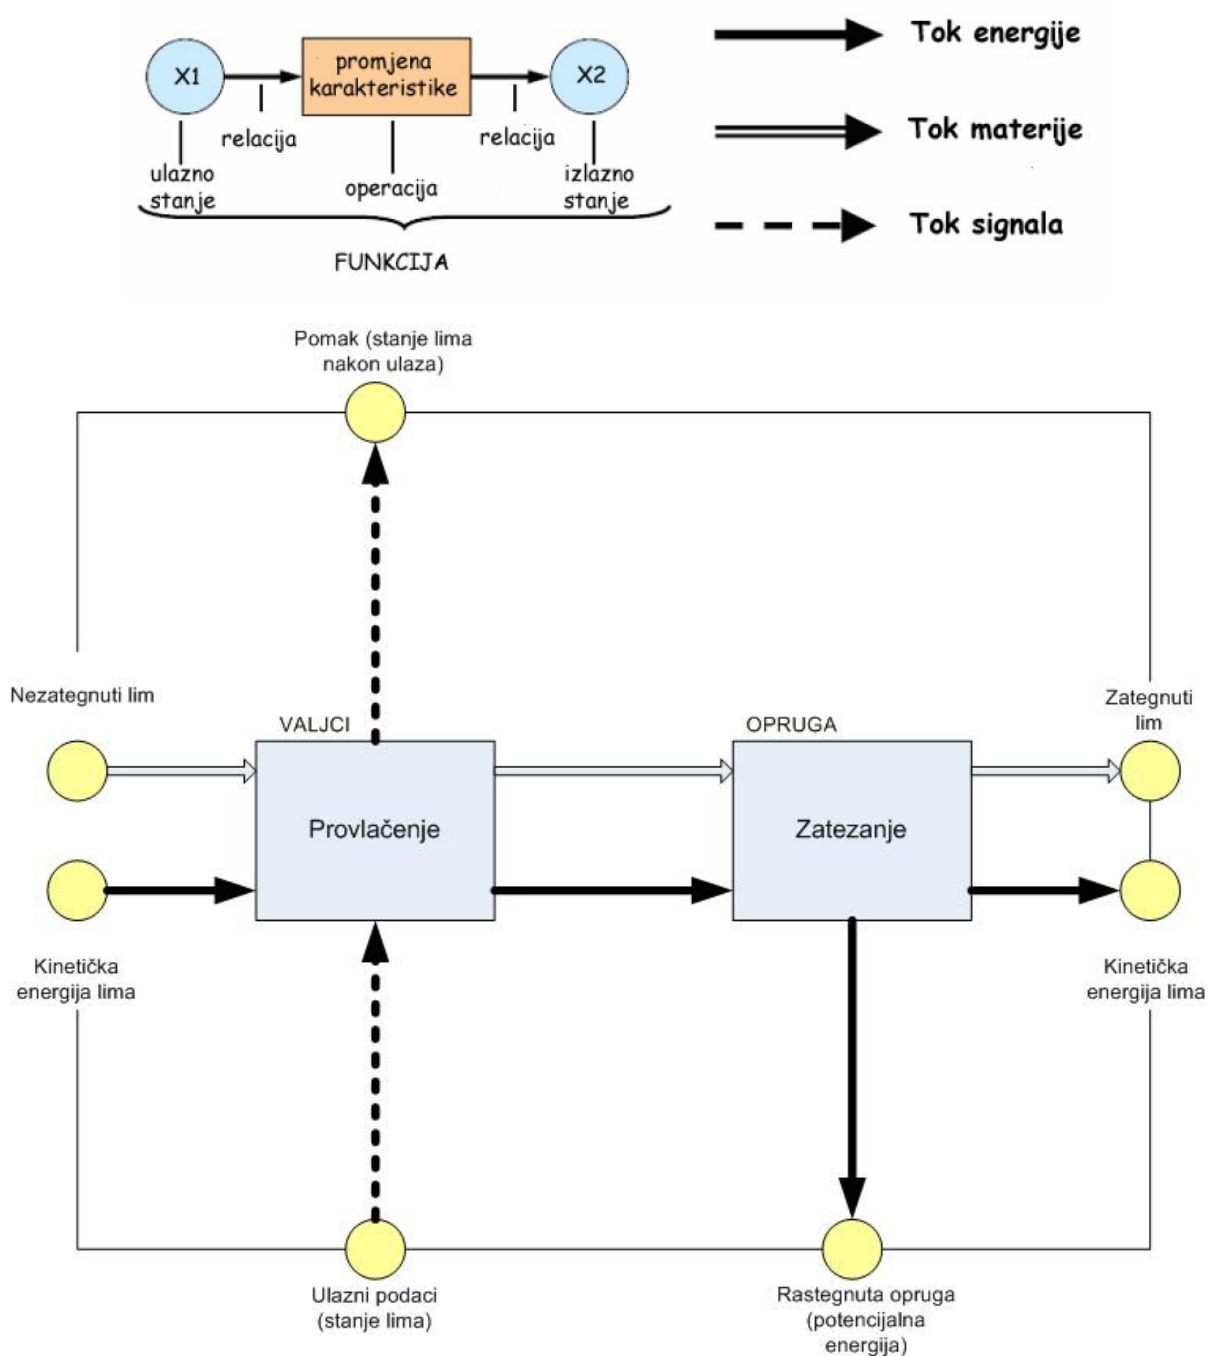 X1
promjena
karakteristike
X2
relacija
relacija
ulazno
stanje
operacija
izlazno
stanje
FUNKCIJA
Tok energije
Tok materije
Tok signala
Pomak (stanje lima
nakon ulaza)
Nezategnuti lim
VALJCI
OPRUGA
Zategnuti
lim
Provlačenje
Zatezanje
Kinetička
energija lima
Kinetička
energija lima
Ulazni podaci
(stanje lima)
Rastegnuta opruga
(potencijalna
energija)